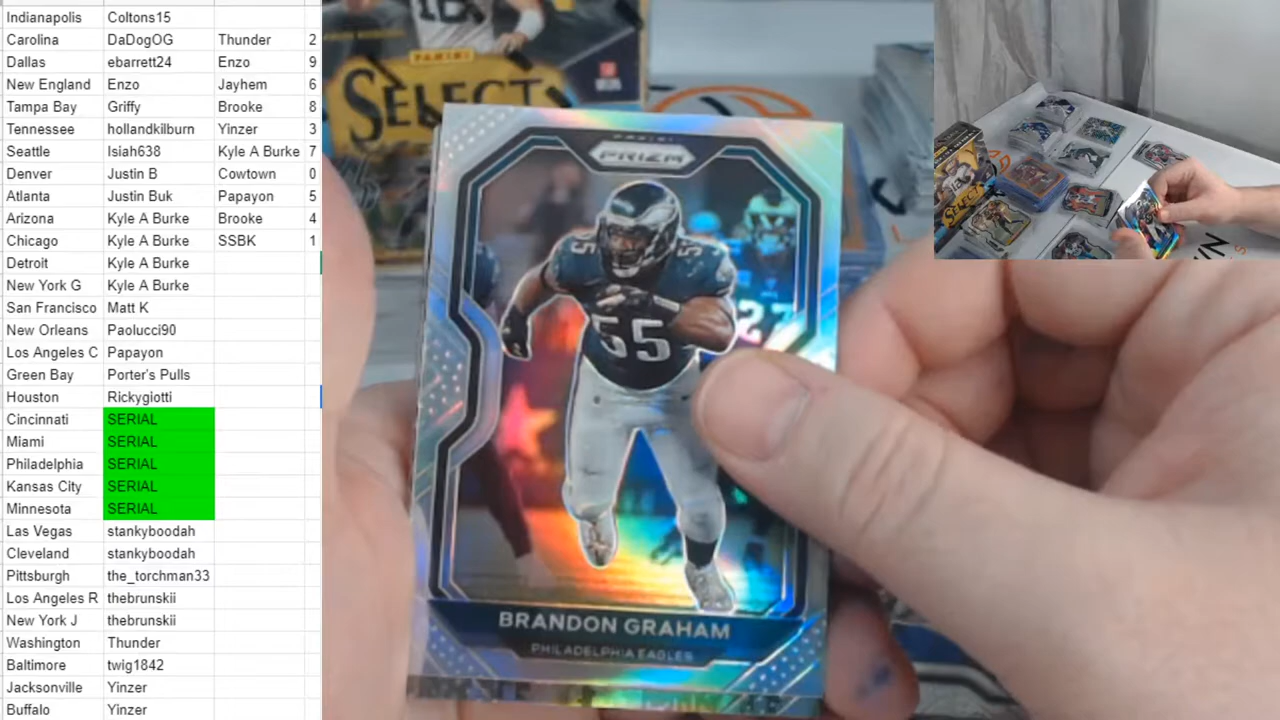 Indianapolis Coltons15
Carolina DaDogOG Thunder 2
Dallas ebarrett24 Enzo 9
New England Enzo Jayhem 6
Tampa Bay Griffy Brooke 8
Tennessee hollandkilburn Yinzer 3
Seattle Isiah638 Kyle A Burke 7
Denver Justin B Cowtown 0
Atlanta Justin Buk Papayon 5
Arizona Kyle A Burke Brooke 4
Chicago Kyle A Burke SSBK 1
Detroit Kyle A Burke
New York G Kyle A Burke
San Francisco Matt K
New Orleans Paolucci90
Los Angeles C Papayon
Green Bay Porter's Pulls
Houston Rickygiotti
Cincinnati SERIAL
Miami SERIAL
Philadelphia SERIAL
Kansas City SERIAL
Minnesota SERIAL
Las Vegas stankyboodah
Cleveland stankyboodah
Pittsburgh the_torchman33
Los Angeles R thebrunskii
New York J thebrunskii
Washington Thunder
Baltimore twig1842
Jacksonville Yinzer
Buffalo Yinzer
PANINI
SELECT
PANINI
PRIZM
55
55
27
BRANDON GRAHAM
PHILADELPHIA EAGLES
SELECT